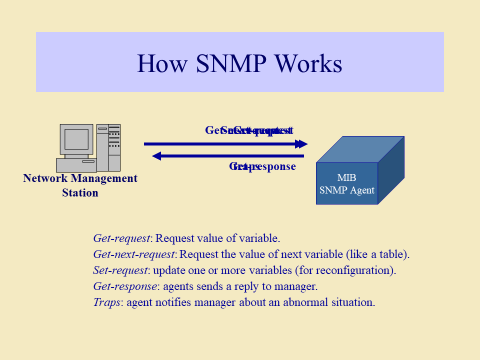 How SNMP Works
Network Management
Station
MIB
SNMP Agent
Get-request: Request value of variable.
Get-next-request: Request the value of next variable (like a table).
Set-request: update one or more variables (for reconfiguration).
Get-response: agents sends a reply to manager.
Traps: agent notifies manager about an abnormal situation.